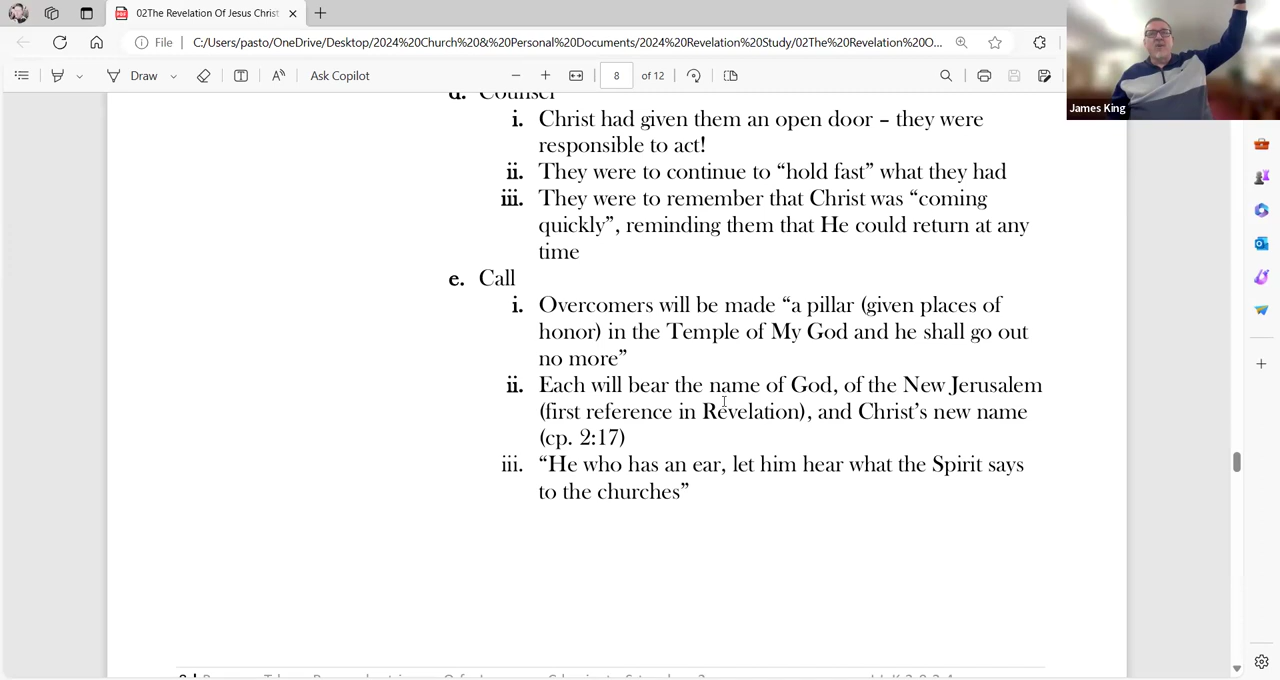 02The Revelation Of Jesus Christ
File
C:/Users/pasto/OneDrive/Desktop/2024%20Church%20&%20Personal%20Documents/2024%20Revelation%20Study/02The%20Revelation%20O...
Draw
Ask Copilot
8 of 12
James King
d. Counsel
i. Christ had given them an open door – they were
responsible to act!
ii. They were to continue to “hold fast” what they had
iii. They were to remember that Christ was “coming
quickly”, reminding them that He could return at any
time
e. Call
i. Overcomers will be made “a pillar (given places of
honor) in the Temple of My God and he shall go out
no more”
ii. Each will bear the name of God, of the New Jerusalem
(first reference in Revelation), and Christ’s new name
(cp. 2:17)
iii. “He who has an ear, let him hear what the Spirit says
to the churches”